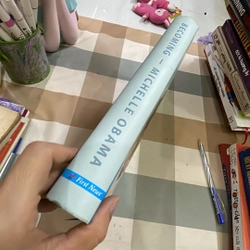 BECOMING – MICHELLE OBAMA
First News